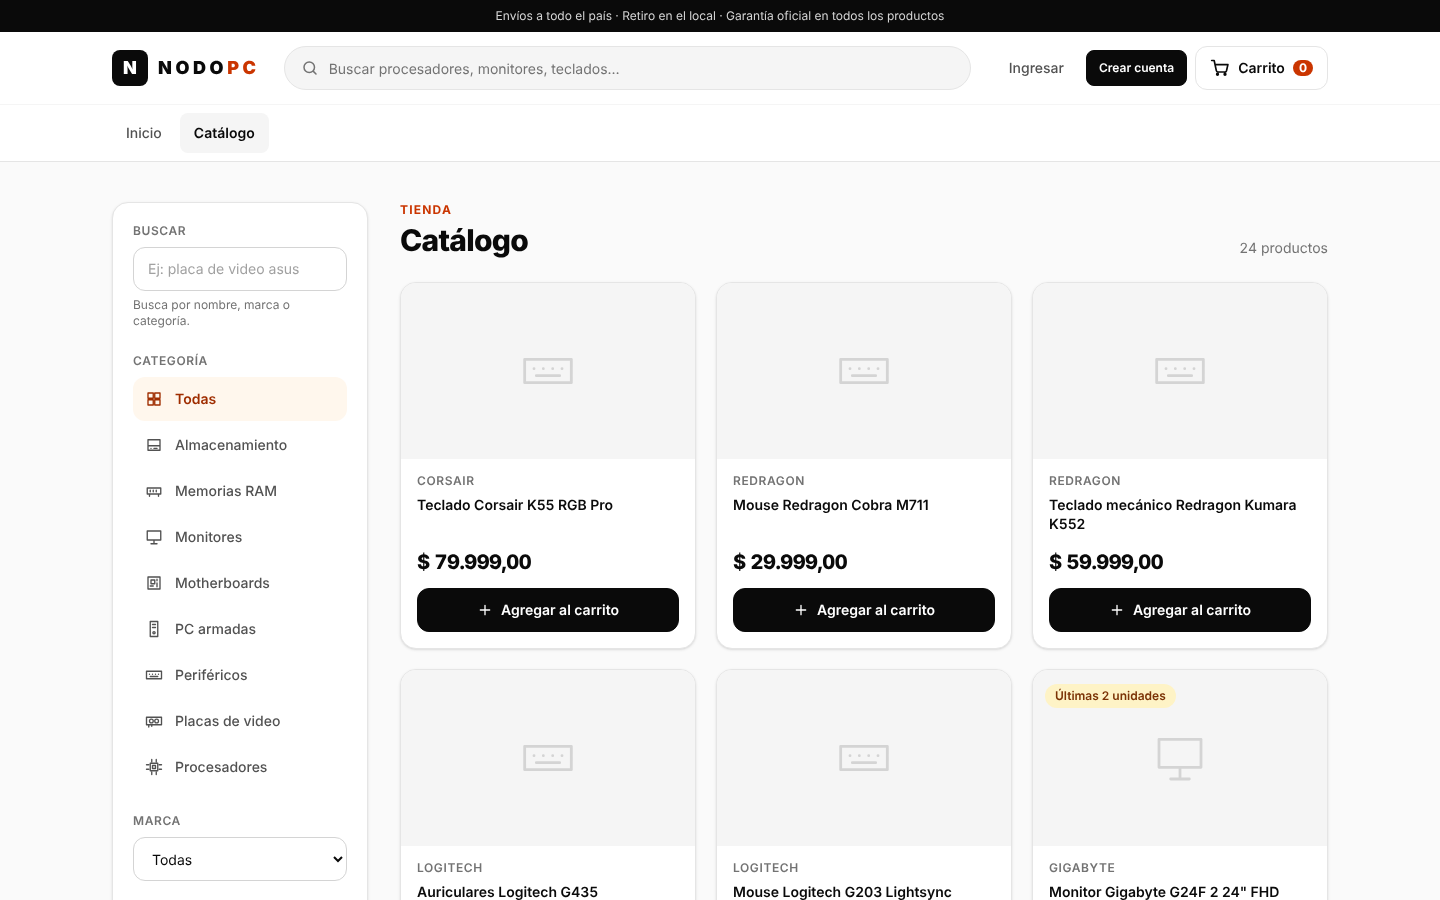 Envíos a todo el país · Retiro en el local · Garantía oficial en todos los productos
N NODOPC
Buscar procesadores, monitores, teclados...
Ingresar
Crear cuenta
Carrito 0
Inicio
Catálogo
BUSCAR
Ej: placa de video asus
Busca por nombre, marca o
categoría.
CATEGORÍA
Todas
Almacenamiento
Memorias RAM
Monitores
Motherboards
PC armadas
Periféricos
Placas de video
Procesadores
MARCA
Todas
TIENDA
Catálogo
24 productos
CORSAIR
Teclado Corsair K55 RGB Pro
$ 79.999,00
Agregar al carrito
REDRAGON
Mouse Redragon Cobra M711
$ 29.999,00
Agregar al carrito
REDRAGON
Teclado mecánico Redragon Kumara
K552
$ 59.999,00
Agregar al carrito
LOGITECH
Auriculares Logitech G435
LOGITECH
Mouse Logitech G203 Lightsync
Últimas 2 unidades
GIGABYTE
Monitor Gigabyte G24F 2 24" FHD